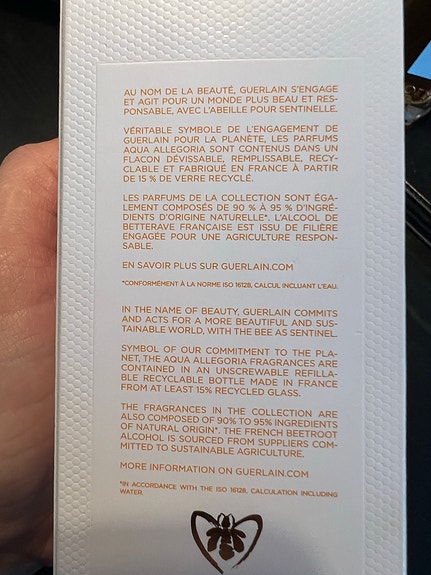 AU NOM DE LA BEAUTÉ, GUERLAIN S'ENGAGE
ET AGIT POUR UN MONDE PLUS BEAU ET RES-
PONSABLE, AVEC L'ABEILLE POUR SENTINELLE.
VÉRITABLE SYMBOLE DE L'ENGAGEMENT DE
GUERLAIN POUR LA PLANÈTE, LES PARFUMS
AQUA ALLEGORIA SONT CONTENUS DANS UN
FLACON DÉVISSABLE, REMPLISSABLE, RECY-
CLABLE ET FABRIQUÉ EN FRANCE À PARTIR
DE 15 % DE VERRE RECYCLÉ.
LES PARFUMS DE LA COLLECTION SONT ÉGA-
LEMENT COMPOSÉS DE 90 % À 95 % D'INGRÉ-
DIENTS D'ORIGINE NATURELLE*. L'ALCOOL DE
BETTERAVE FRANÇAISE EST ISSU DE FILIÈRE
ENGAGÉE POUR UNE AGRICULTURE RESPON-
SABLE.
EN SAVOIR PLUS SUR GUERLAIN.COM
*CONFORMÉMENT À LA NORME ISO 16128, CALCUL INCLUANT L'EAU.
IN THE NAME OF BEAUTY, GUERLAIN COMMITS
AND ACTS FOR A MORE BEAUTIFUL AND SUS-
TAINABLE WORLD, WITH THE BEE AS SENTINEL.
SYMBOL OF OUR COMMITMENT TO THE PLA-
NET, THE AQUA ALLEGORIA FRAGRANCES ARE
CONTAINED IN AN UNSCREWABLE REFILLA-
BLE RECYCLABLE BOTTLE MADE IN FRANCE
FROM AT LEAST 15% RECYCLED GLASS.
THE FRAGRANCES IN THE COLLECTION ARE
ALSO COMPOSED OF 90% TO 95% INGREDIENTS
OF NATURAL ORIGIN*. THE FRENCH BEETROOT
ALCOHOL IS SOURCED FROM SUPPLIERS COM-
MITTED TO SUSTAINABLE AGRICULTURE.
MORE INFORMATION ON GUERLAIN.COM
*IN ACCORDANCE WITH THE ISO 16128, CALCULATION INCLUDING
WATER.